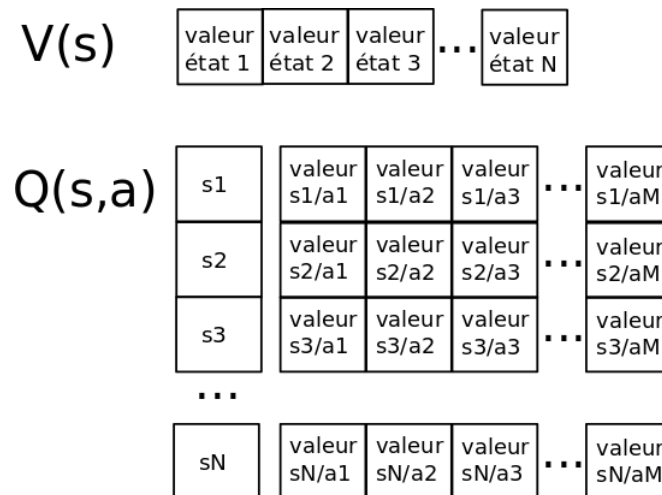 V(s)
valeur valeur valeur ... valeur
état 1 état 2 état 3 état N
Q(s,a)
s1
valeur valeur valeur ... valeur
s1/a1 s1/a2 s1/a3 s1/aM
s2
valeur valeur valeur ... valeur
s2/a1 s2/a2 s2/a3 s2/aM
s3
valeur valeur valeur ... valeur
s3/a1 s3/a2 s3/a3 s3/aM
...
sN
valeur valeur valeur ... valeur
sN/a1 sN/a2 sN/a3 sN/aM